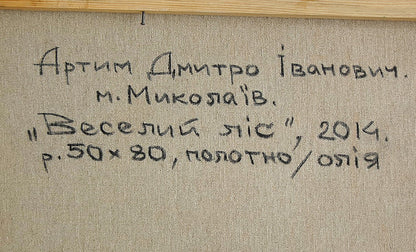 Артим Дмитро Іванович.
м. Миколаїв.
„Веселий ліс", 2014.
р. 50×80, полотно/олія